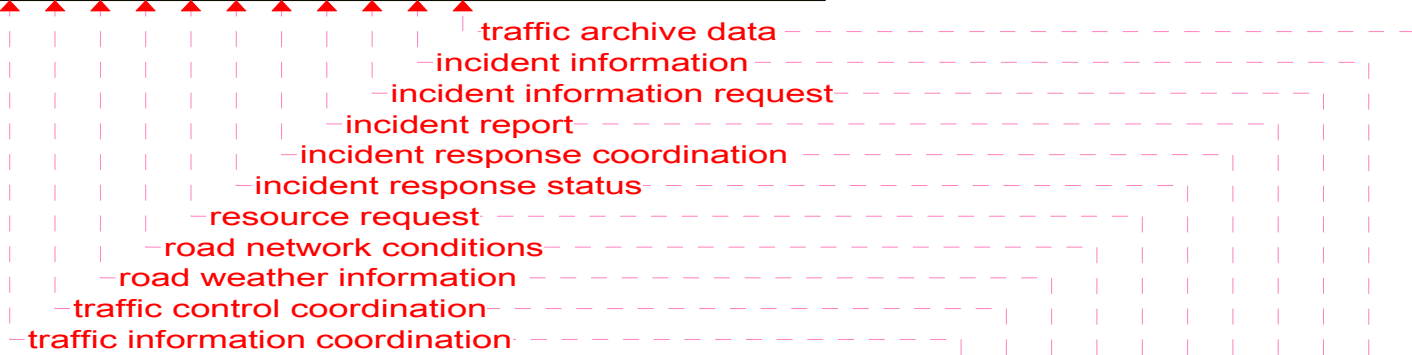 traffic archive data
incident information
incident information request
incident report
incident response coordination
incident response status
resource request
road network conditions
road weather information
traffic control coordination
traffic information coordination